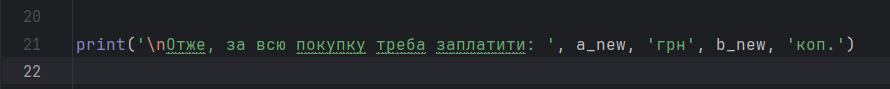 20
21 print('\nОтже, за всю покупку треба заплатити: ', a_new, 'грн', b_new, 'коп.')
22